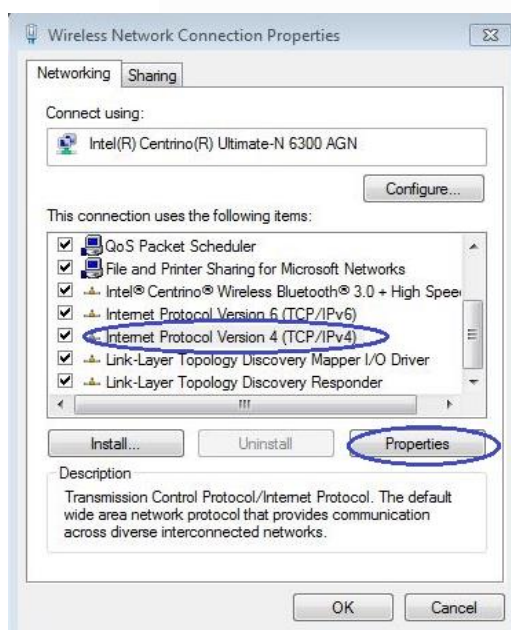 Wireless Network Connection Properties
Networking Sharing
Connect using:
Intel(R) Centrino(R) Ultimate-N 6300 AGN
Configure...
This connection uses the following items:
QoS Packet Scheduler
File and Printer Sharing for Microsoft Networks
Intel® Centrino® Wireless Bluetooth® 3.0 + High Spee
Internet Protocol Version 6 (TCP/IPv6)
Internet Protocol Version 4 (TCP/IPv4)
Link-Layer Topology Discovery Mapper I/O Driver
Link-Layer Topology Discovery Responder
Install... Uninstall Properties
Description
Transmission Control Protocol/Internet Protocol. The default
wide area network protocol that provides communication
across diverse interconnected networks.
OK Cancel